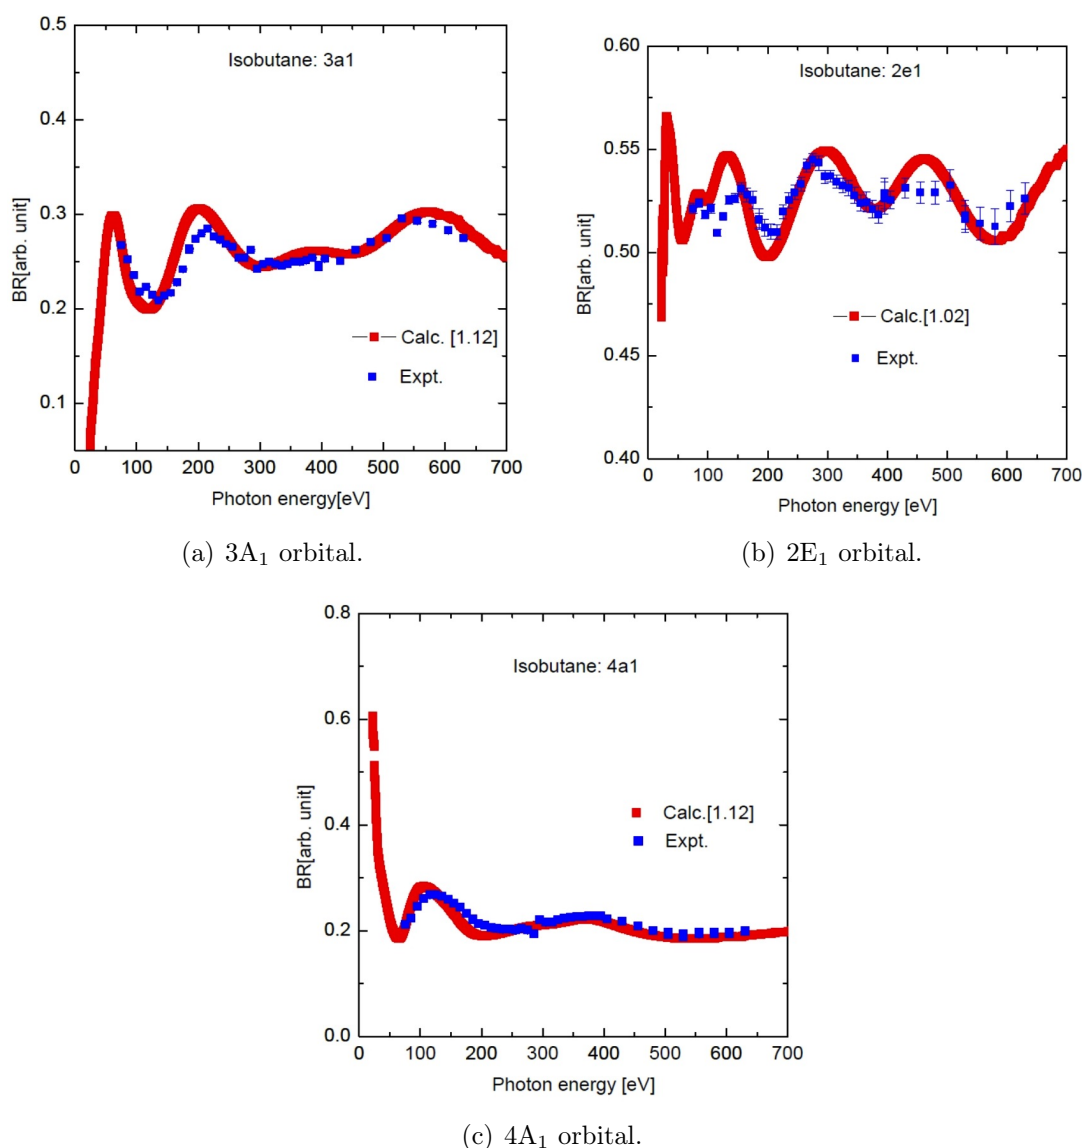 0.5
0.4
0.3
0.2
0.1
BR[arb. unit]
Isobutane: 3a1
Calc. [1.12]
Expt.
0 100 200 300 400 500 600 700
Photon energy[eV]
(a) 3A₁ orbital.
0.60
0.55
0.50
0.45
0.40
BR[arb. unit]
Isobutane: 2e1
Calc.[1.02]
Expt.
0 100 200 300 400 500 600 700
Photon energy [eV]
(b) 2E₁ orbital.
0.8
0.6
0.4
0.2
0.0
BR[arb. unit]
Isobutane: 4a1
Calc.[1.12]
Expt.
0 100 200 300 400 500 600 700
Photon energy [eV]
(c) 4A₁ orbital.